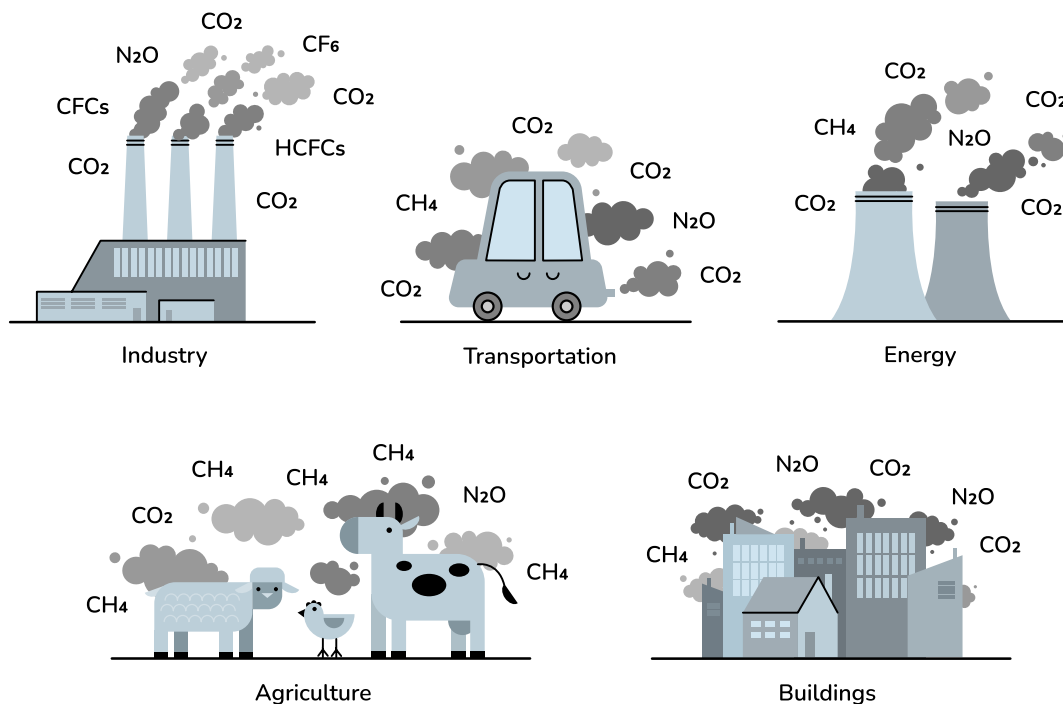 CO₂
N₂O
CF₆
CFCs
CO₂
HCFCs
CO₂
CO₂
Industry
CO₂
CO₂
CH₄
N₂O
CO₂
CO₂
Transportation
CO₂
CO₂
CH₄
N₂O
CO₂
CO₂
Energy
CH₄
CH₄
CH₄
N₂O
CO₂
CH₄
CH₄
Agriculture
N₂O
CO₂
CO₂
N₂O
CH₄
CO₂
Buildings